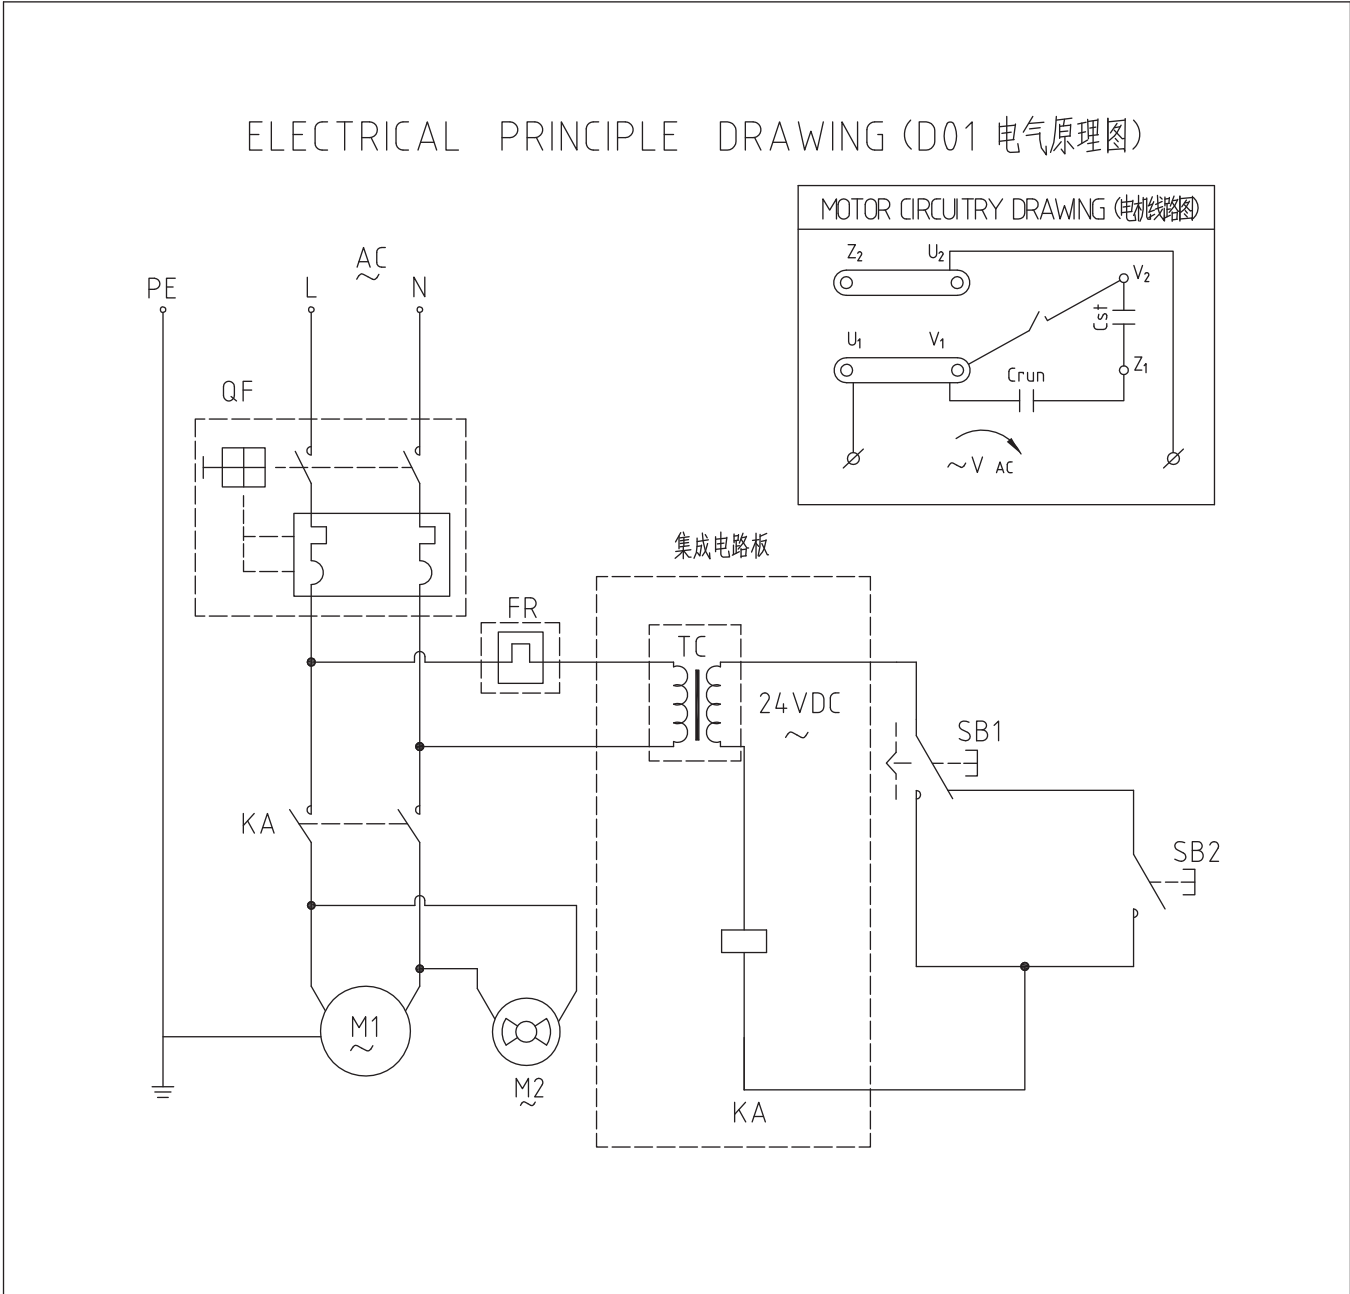 ELECTRICAL PRINCIPLE DRAWING (D01 电气原理图)
MOTOR CIRCUITRY DRAWING (电机线路图)
Z2 U2
V2
Cst
U1 V1
Z1
Crun
~V AC
AC
~
PE L N
QF
集成电路板
FR
TC
24VDC
~
SB1
KA
SB2
M1
~
M2
~
KA